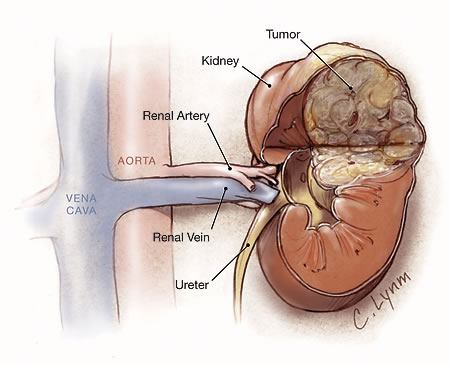 Tumor
Kidney
Renal Artery
AORTA
VENA
CAVA
Renal Vein
Ureter
C. Lynm